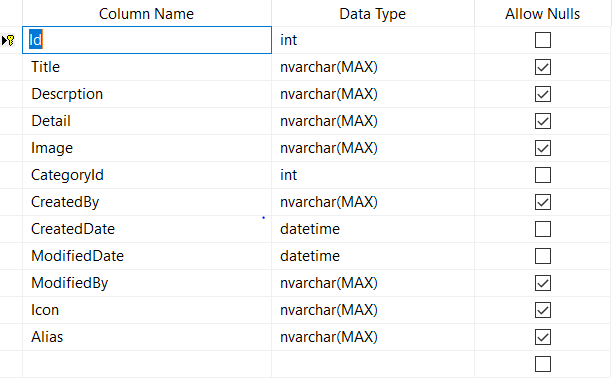 Column Name Data Type Allow Nulls
Id int
Title nvarchar(MAX)
Descrption nvarchar(MAX)
Detail nvarchar(MAX)
Image nvarchar(MAX)
CategoryId int
CreatedBy nvarchar(MAX)
CreatedDate datetime
ModifiedDate datetime
ModifiedBy nvarchar(MAX)
Icon nvarchar(MAX)
Alias nvarchar(MAX)